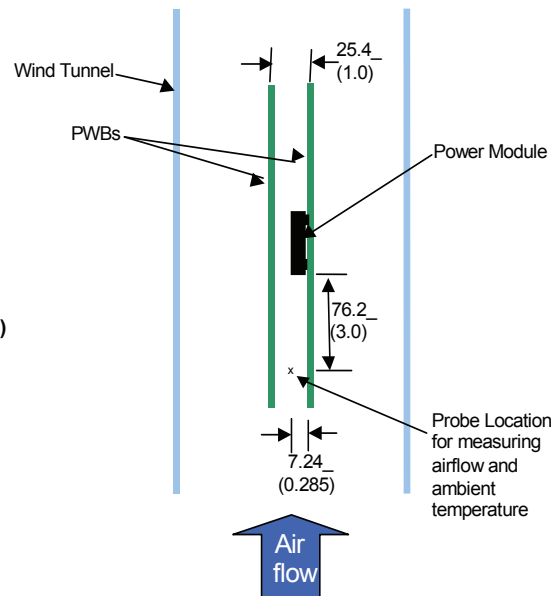 25.4_
(1.0)
Wind Tunnel
PWBs
Power Module
76.2_
(3.0)
)
x
Probe Location
for measuring
airflow and
ambient
temperature
7.24_
(0.285)
Air
flow